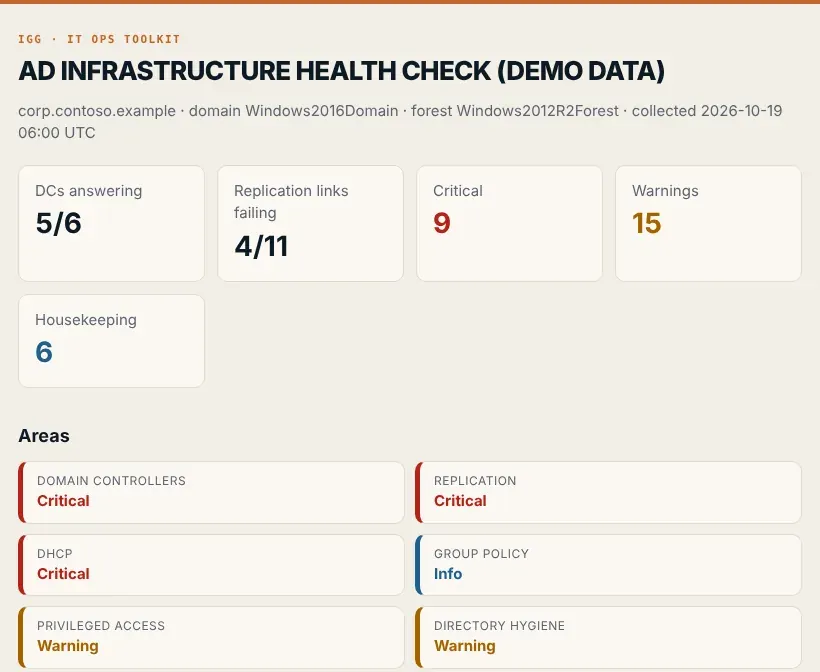 IGG · IT OPS TOOLKIT
AD INFRASTRUCTURE HEALTH CHECK (DEMO DATA)
corp.contoso.example · domain Windows2016Domain · forest Windows2012R2Forest · collected 2026-10-19
06:00 UTC
DCs answering
5/6
Replication links
failing
4/11
Critical
9
Warnings
15
Housekeeping
6
Areas
DOMAIN CONTROLLERS
Critical
REPLICATION
Critical
DHCP
Critical
GROUP POLICY
Info
PRIVILEGED ACCESS
Warning
DIRECTORY HYGIENE
Warning